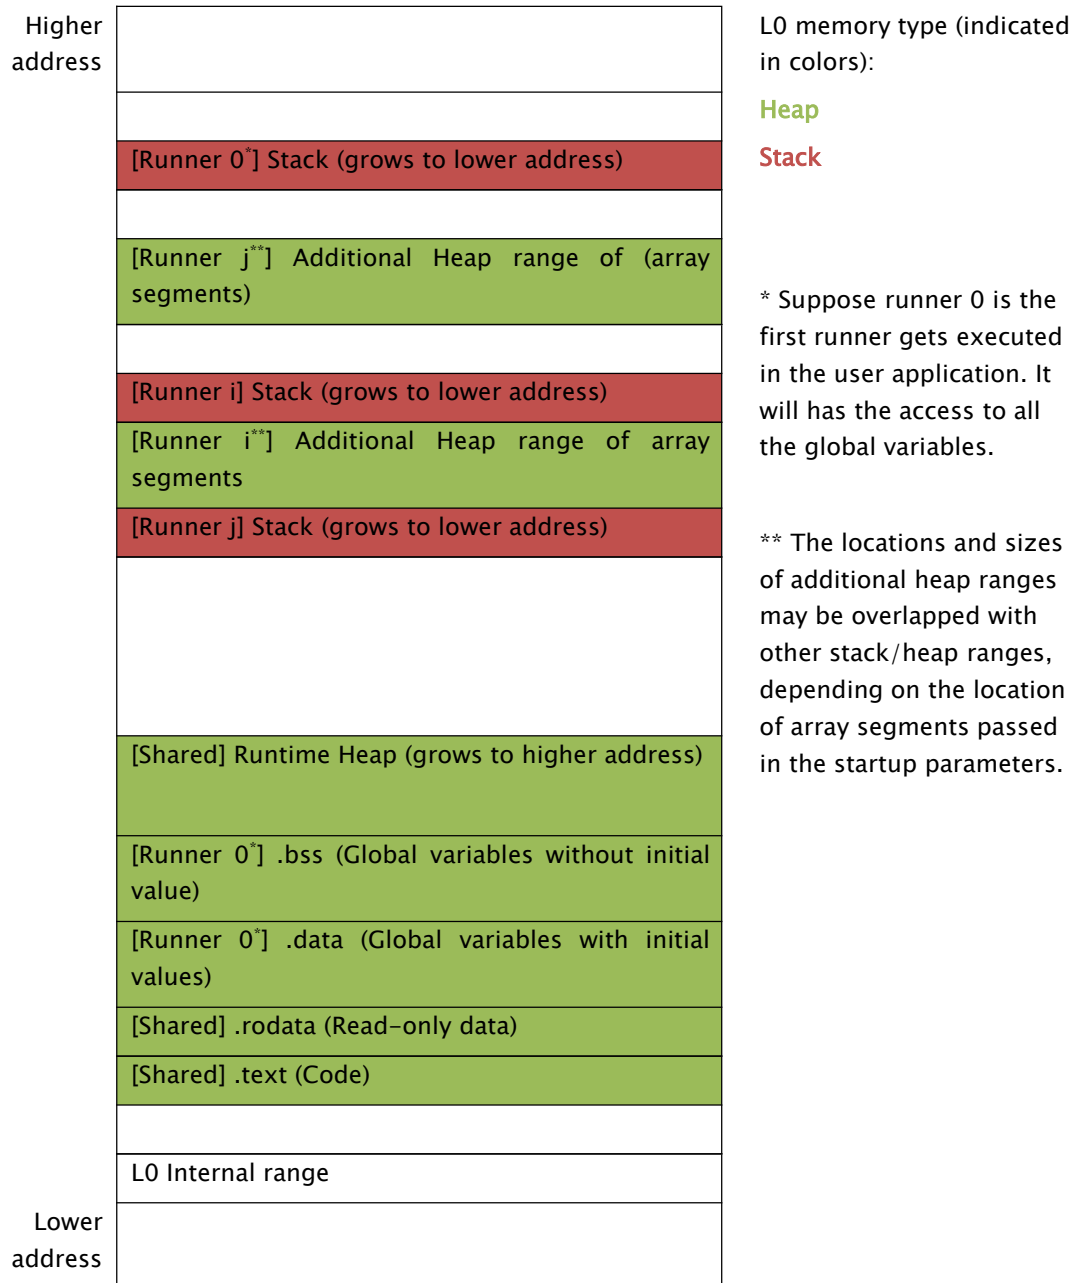 Higher
address
[Runner 0*] Stack (grows to lower address)
[Runner j**] Additional Heap range of (array
segments)
[Runner i] Stack (grows to lower address)
[Runner i**] Additional Heap range of array
segments
[Runner j] Stack (grows to lower address)
[Shared] Runtime Heap (grows to higher address)
[Runner 0*] .bss (Global variables without initial
value)
[Runner 0*] .data (Global variables with initial
values)
[Shared] .rodata (Read-only data)
[Shared] .text (Code)
L0 Internal range
Lower
address
L0 memory type (indicated
in colors):
Heap
Stack
* Suppose runner 0 is the
first runner gets executed
in the user application. It
will has the access to all
the global variables.
** The locations and sizes
of additional heap ranges
may be overlapped with
other stack/heap ranges,
depending on the location
of array segments passed
in the startup parameters.